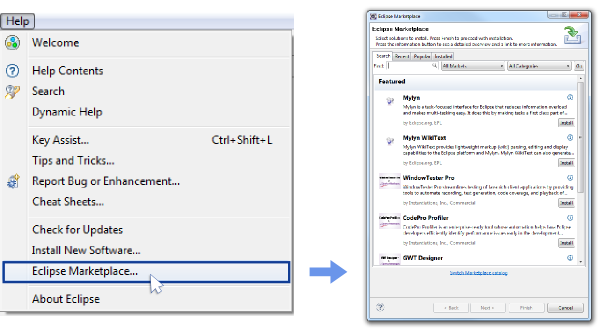 Help
Welcome
Help Contents
Search
Dynamic Help
Key Assist... Ctrl+Shift+L
Tips and Tricks...
Report Bug or Enhancement...
Cheat Sheets...
Check for Updates
Install New Software...
Eclipse Marketplace...
About Eclipse
Eclipse Marketplace
Eclipse Marketplace
Select solutions to install. Press Finish to proceed with installation.
Press the information button to see a detailed overview and a link to more information.
Search Recent Popular Installed
Find: All Markets All Categories Go
Featured
Mylyn
Mylyn is a task-focused interface for Eclipse that reduces information overload
and makes multi-tasking easy. It does this by making tasks a first class part of...
by Eclipse.org, EPL Install
Mylyn WikiText
Mylyn WikiText provides lightweight markup (wiki) parsing, editing and display
capabilities to the Eclipse platform and Mylyn. Mylyn WikiText can also generate...
by Eclipse.org, EPL Install
WindowTester Pro
WindowTester Pro streamlines testing of Java rich client applications by providing
tools to automate recording, test generation, code coverage, and playback of...
by Instantiations, Inc., Commercial Install
CodePro Profiler
CodePro Profiler is an enterprise-ready tool whose automation helps Java Eclipse
developers efficiently identify performance issues early in the development...
by Instantiations, Inc., Commercial Install
GWT Designer
Switch Marketplace catalog
< Back Next > Finish Cancel